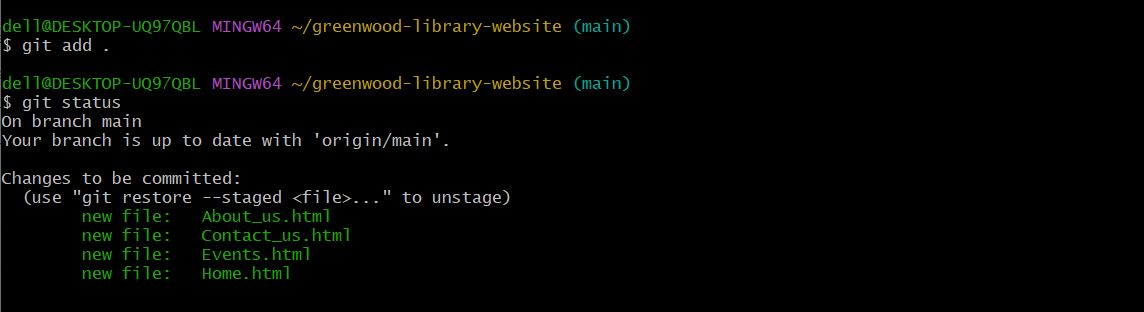 dell@DESKTOP-UQ97QBL MINGW64 ~/greenwood-library-website (main)
$ git add .
dell@DESKTOP-UQ97QBL MINGW64 ~/greenwood-library-website (main)
$ git status
On branch main
Your branch is up to date with 'origin/main'.
Changes to be committed:
  (use "git restore --staged <file>..." to unstage)
        new file:   About_us.html
        new file:   Contact_us.html
        new file:   Events.html
        new file:   Home.html